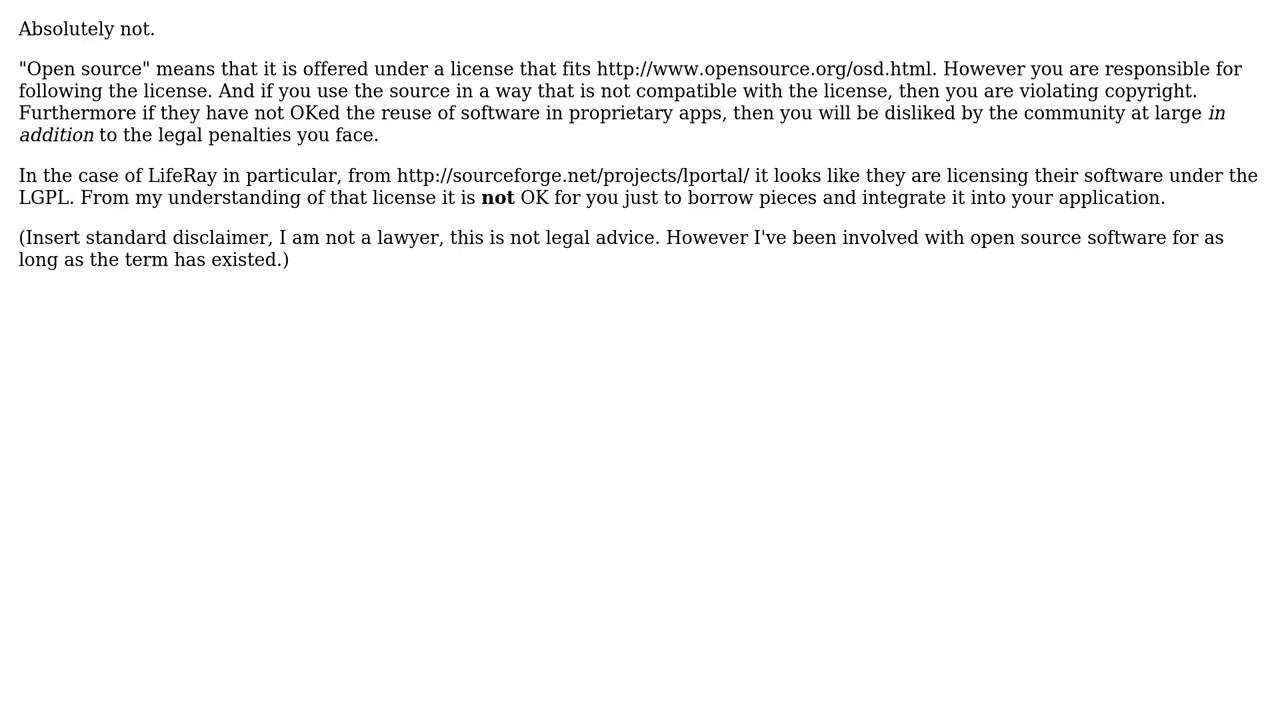 Absolutely not.
"Open source" means that it is offered under a license that fits http://www.opensource.org/osd.html. However you are responsible for
following the license. And if you use the source in a way that is not compatible with the license, then you are violating copyright.
Furthermore if they have not OKed the reuse of software in proprietary apps, then you will be disliked by the community at large in
addition to the legal penalties you face.
In the case of LifeRay in particular, from http://sourceforge.net/projects/lportal/ it looks like they are licensing their software under the
LGPL. From my understanding of that license it is not OK for you just to borrow pieces and integrate it into your application.
(Insert standard disclaimer, I am not a lawyer, this is not legal advice. However I've been involved with open source software for as
long as the term has existed.)